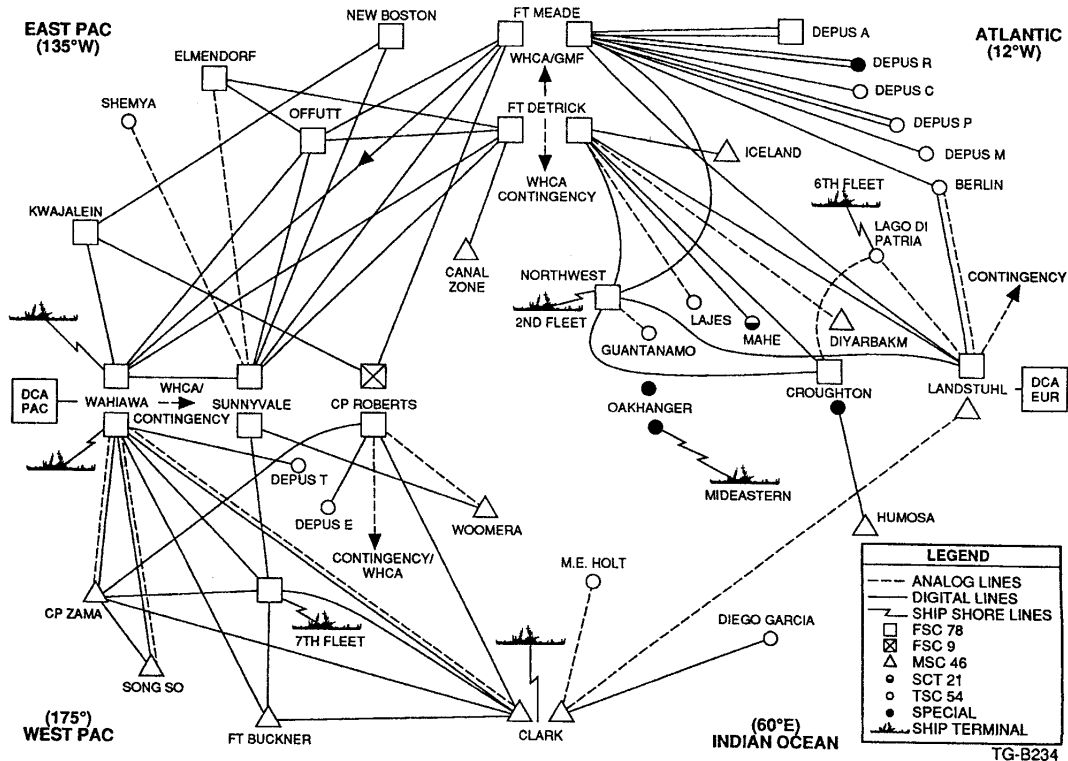 EAST PAC
(135°W)
NEW BOSTON
FT MEADE
DEPUS A
ATLANTIC
(12°W)
ELMENDORF
WHCA/GMF
DEPUS R
SHEMYA
DEPUS C
OFFUTT
FT DETRICK
DEPUS P
ICELAND
DEPUS M
WHCA
CONTINGENCY
6TH FLEET
BERLIN
KWAJALEIN
LAGO DI
PATRIA
CANAL
ZONE
NORTHWEST
CONTINGENCY
2ND FLEET
LAJES
MAHE
DIYARBAKM
GUANTANAMO
DCA
PAC
WAHIAWA
WHCA/
CONTINGENCY
SUNNYVALE
CP ROBERTS
OAKHANGER
CROUGHTON
LANDSTUHL
DCA
EUR
DEPUS T
MIDEASTERN
DEPUS E
WOOMERA
HUMOSA
CONTINGENCY/
WHCA
M.E. HOLT
CP ZAMA
7TH FLEET
DIEGO GARCIA
SONG SO
(175°)
WEST PAC
FT BUCKNER
CLARK
(60°E)
INDIAN OCEAN
LEGEND
ANALOG LINES
DIGITAL LINES
SHIP SHORE LINES
FSC 78
FSC 9
MSC 46
SCT 21
TSC 54
SPECIAL
SHIP TERMINAL
TG-B234